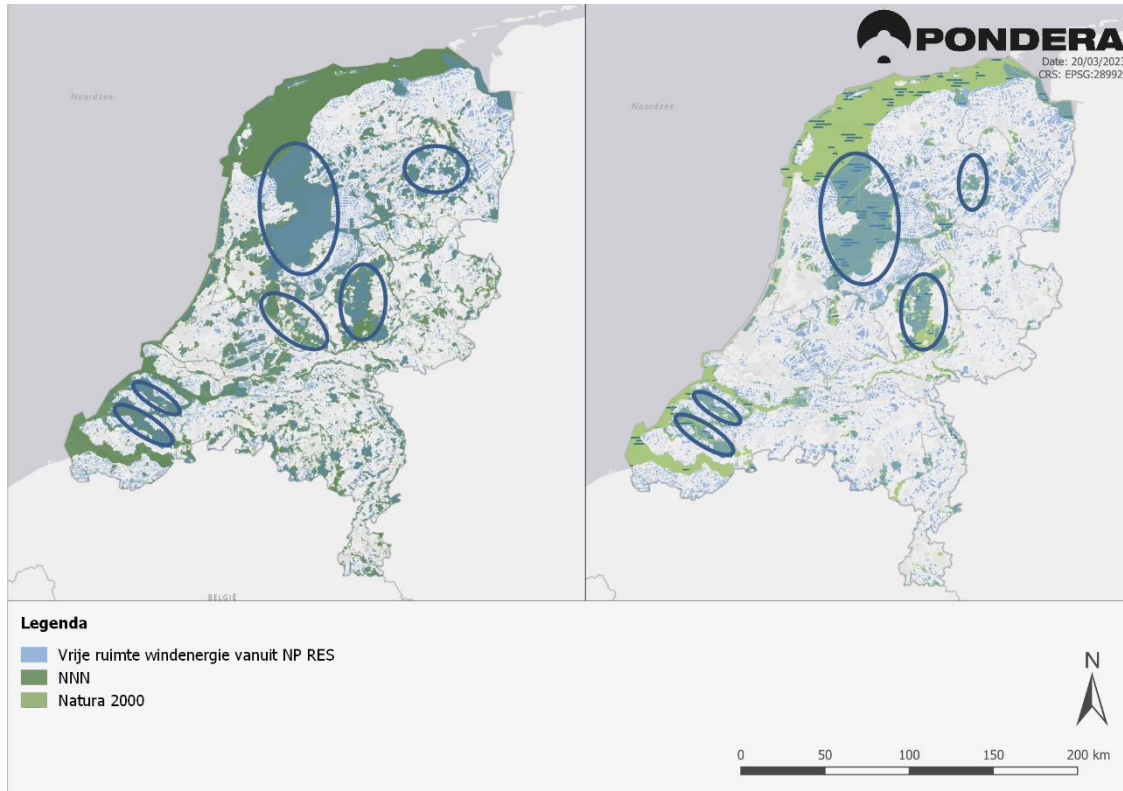 PONDERA
Date: 20/03/2023
CRS: EPSG:28992
Noordzee
Noordzee
BELGIË
Legenda
Vrije ruimte windenergie vanuit NP RES
NNN
Natura 2000
N
0 50 100 150 200 km